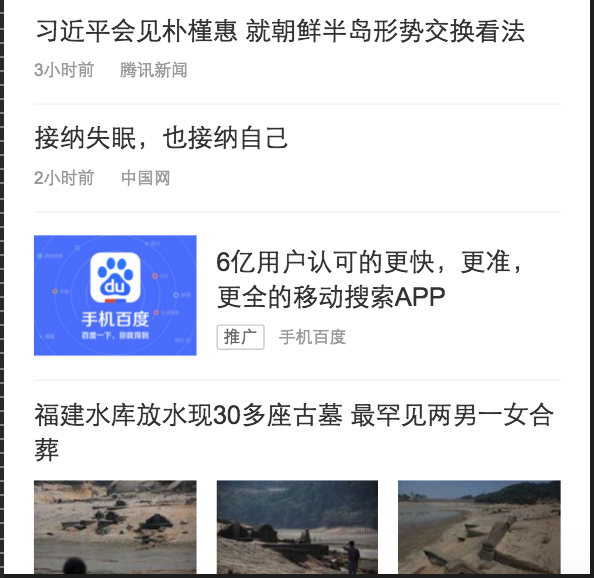 习近平会见朴槿惠 就朝鲜半岛形势交换看法
3小时前 腾讯新闻
接纳失眠，也接纳自己
2小时前 中国网
du
手机百度
百度一下，你就得到
6亿用户认可的更快，更准，
更全的移动搜索APP
推广 手机百度
福建水库放水现30多座古墓 最罕见两男一女合
葬